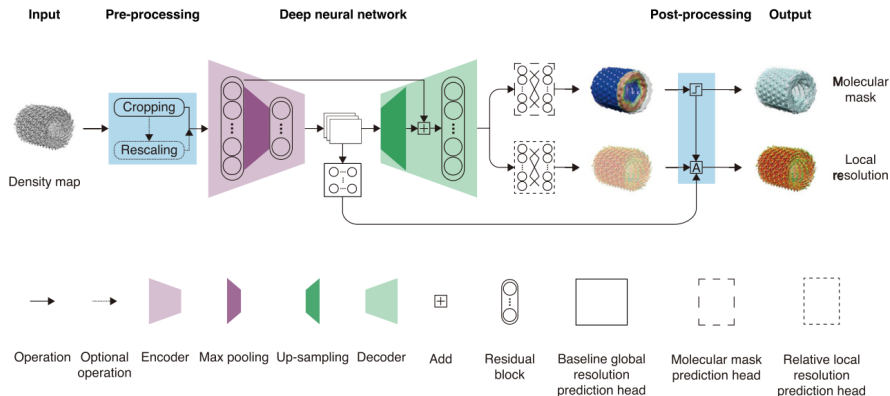 Input
Pre-processing
Deep neural network
Post-processing
Output
Cropping
Rescaling
Density map
Molecular
mask
A
Local
resolution
Operation
Optional
operation
Encoder
Max pooling
Up-sampling
Decoder
Add
Residual
block
Baseline global
resolution
prediction head
Molecular mask
prediction head
Relative local
resolution
prediction head